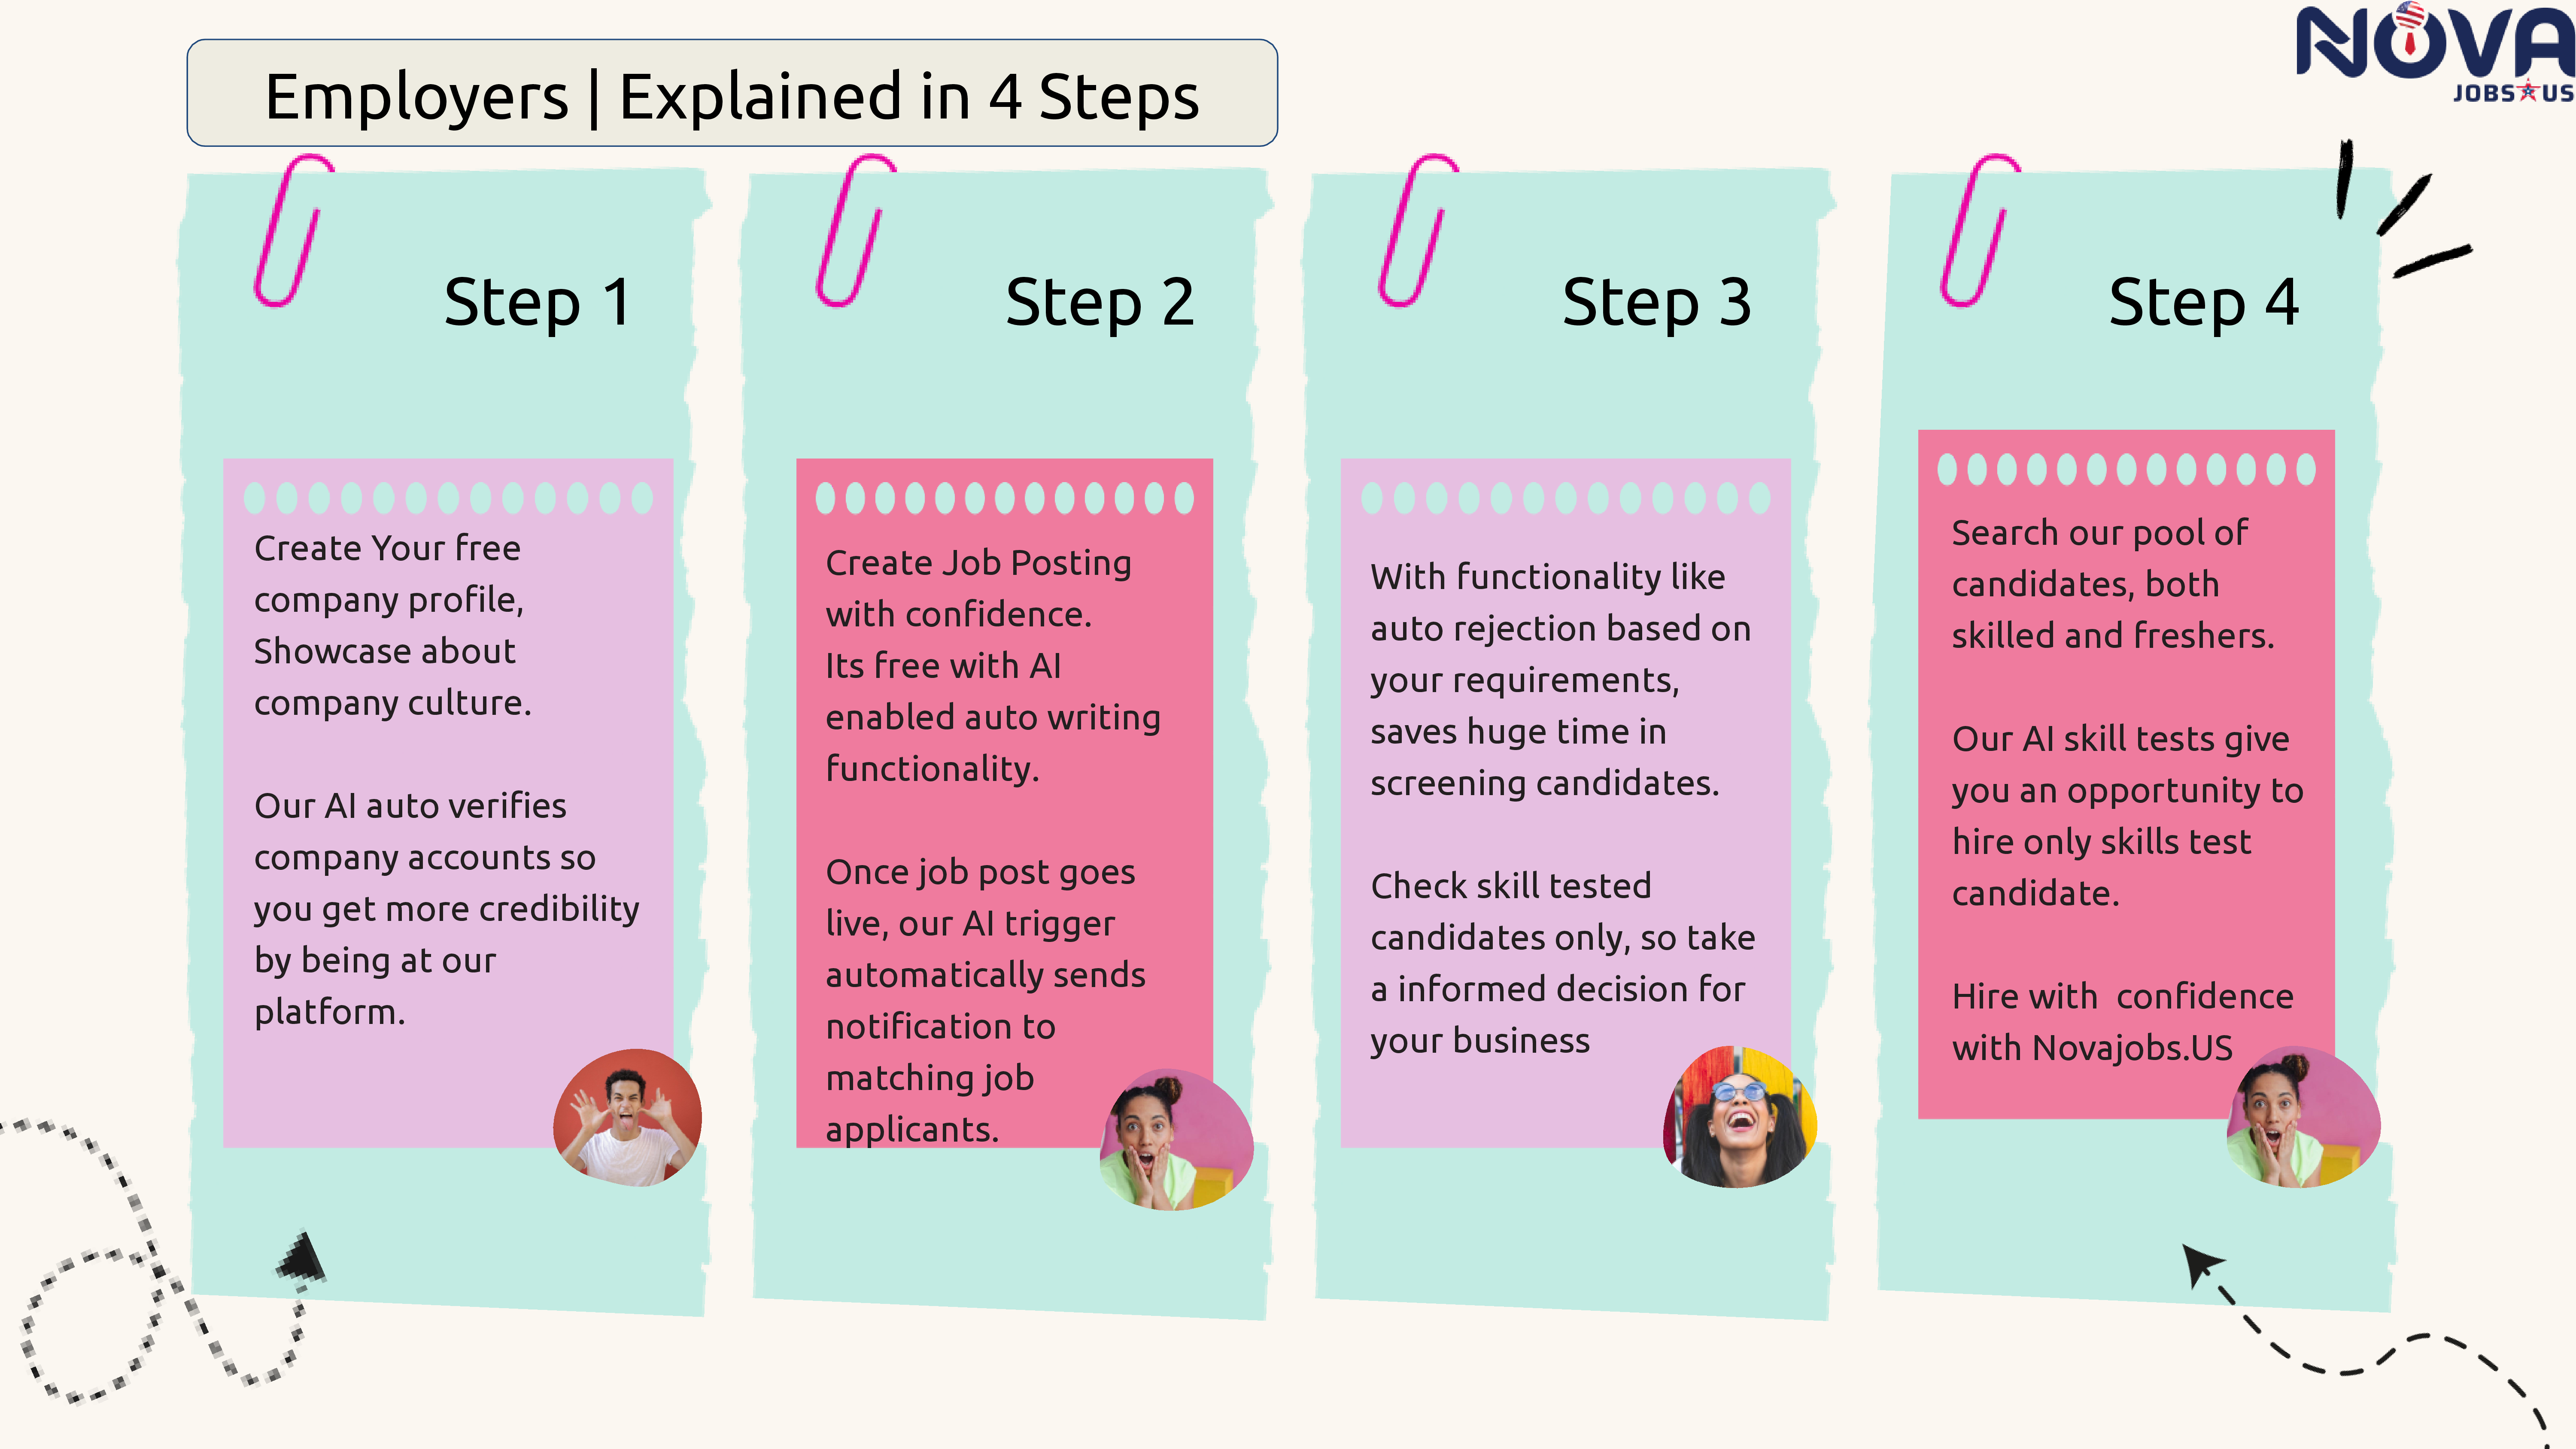 Employers | Explained in 4 Steps
NOVA
JOBS US
Step 1
Create Your free
company profile,
Showcase about
company culture.
Our AI auto verifies
company accounts so
you get more credibility
by being at our
platform.
Step 2
Create Job Posting
with confidence.
Its free with AI
enabled auto writing
functionality.
Once job post goes
live, our AI trigger
automatically sends
notification to
matching job
applicants.
Step 3
With functionality like
auto rejection based on
your requirements,
saves huge time in
screening candidates.
Check skill tested
candidates only, so take
a informed decision for
your business
Step 4
Search our pool of
candidates, both
skilled and freshers.
Our AI skill tests give
you an opportunity to
hire only skills test
candidate.
Hire with  confidence
with Novajobs.US